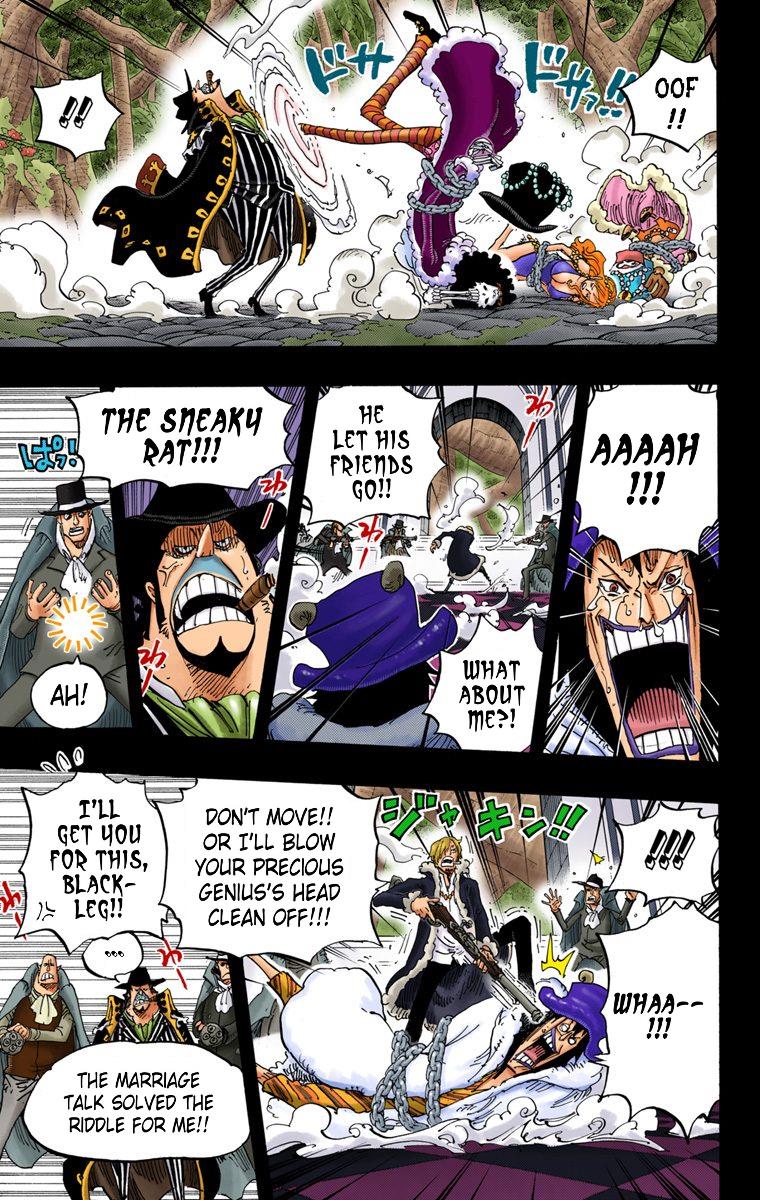 OOF
!!
ドサッ!!
ドサ
!!
AAAAH
!!!
HE
LET HIS
FRIENDS
GO!!
WHAT
ABOUT
ME?!
THE SNEAKY
RAT!!!
ぱっ!
AH!
!!!
WHAA--
!!!
ジャキン!!
DON'T MOVE!!
OR I'LL BLOW
YOUR PRECIOUS
GENIUS'S HEAD
CLEAN OFF!!!
I'LL
GET YOU
FOR THIS,
BLACK-
LEG!!
...
THE MARRIAGE
TALK SOLVED THE
RIDDLE FOR ME!!